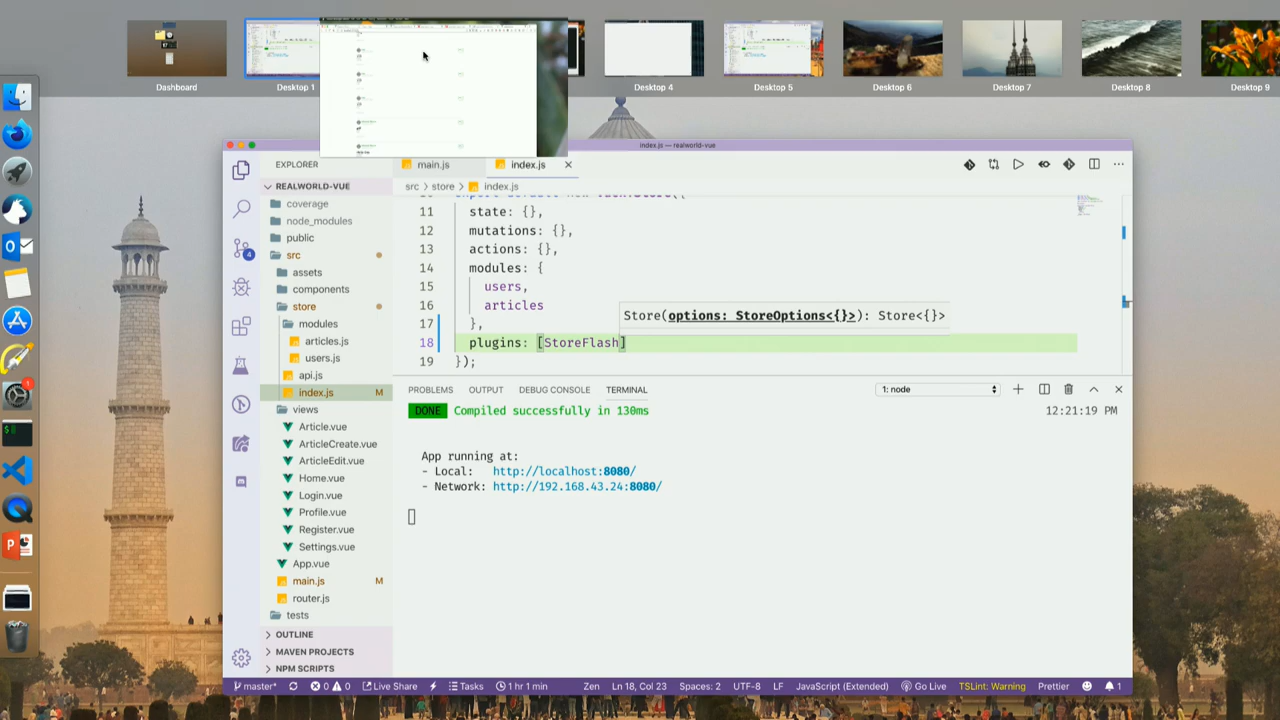 Dashboard
Desktop 1
Desktop 4
Desktop 5
Desktop 6
Desktop 7
Desktop 8
Desktop 9
index.js — realworld-vue
EXPLORER
main.js
index.js
REALWORLD-VUE
src > store > index.js
coverage
node_modules
public
src
assets
components
store
modules
articles.js
users.js
api.js
index.js M
views
Article.vue
ArticleCreate.vue
ArticleEdit.vue
Home.vue
Login.vue
Profile.vue
Register.vue
Settings.vue
App.vue
main.js M
router.js
tests
OUTLINE
MAVEN PROJECTS
NPM SCRIPTS
11 state: {},
12 mutations: {},
13 actions: {},
14 modules: {
15 users,
16 articles
Store(options: StoreOptions<{}>): Store<{}>
17 },
18 plugins: [StoreFlash]
19 });
PROBLEMS OUTPUT DEBUG CONSOLE TERMINAL 1: node
DONE Compiled successfully in 130ms 12:21:19 PM
App running at:
- Local: http://localhost:8080/
- Network: http://192.168.43.24:8080/
4
1
master* 0 0 Live Share Tasks 1 hr 1 min Zen Ln 18, Col 23 Spaces: 2 UTF-8 LF JavaScript (Extended) Go Live TSLint: Warning Prettier 1